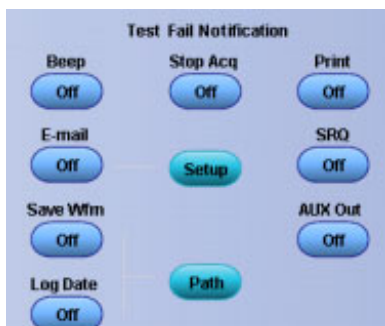 Test Fail Notification
Beep Stop Acq Print
Off Off Off
E-mail SRQ
Off Setup Off
Save Wfm AUX Out
Off Off
Log Date Path
Off